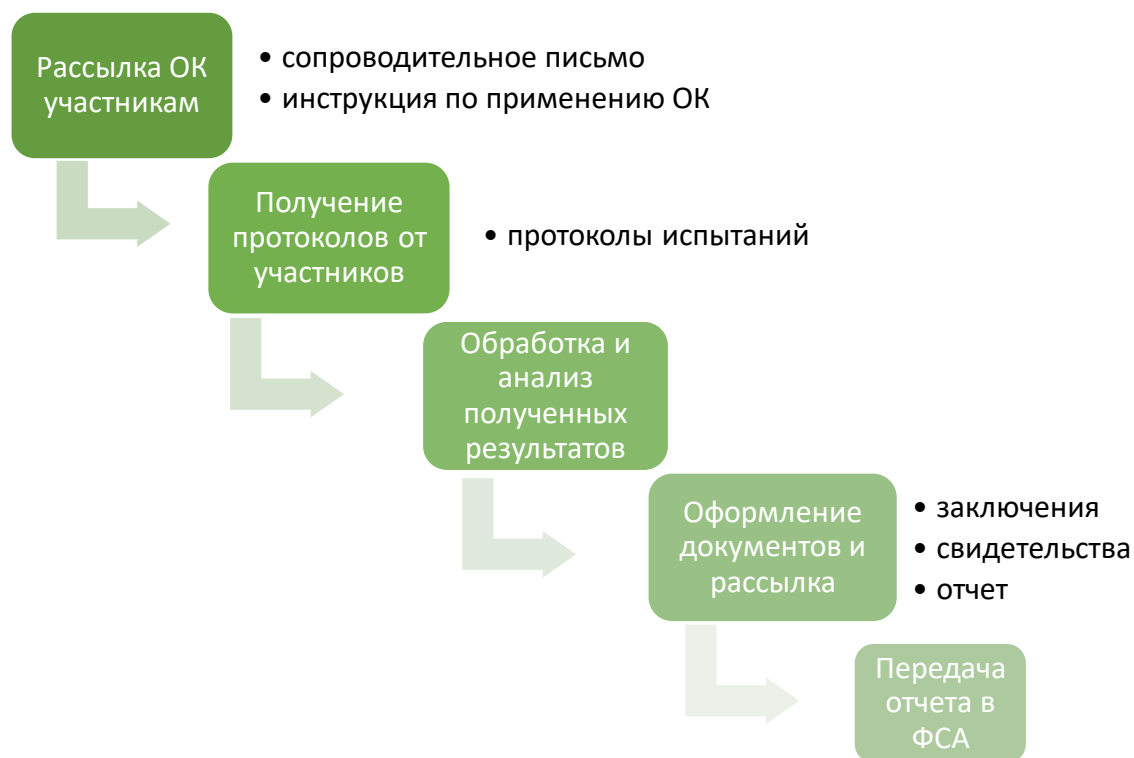 Рассылка ОК
участникам
• сопроводительное письмо
• инструкция по применению ОК
Получение
протоколов от
участников
• протоколы испытаний
Обработка и
анализ
полученных
результатов
Оформление
документов и
рассылка
• заключения
• свидетельства
• отчет
Передача
отчета в
ФСА